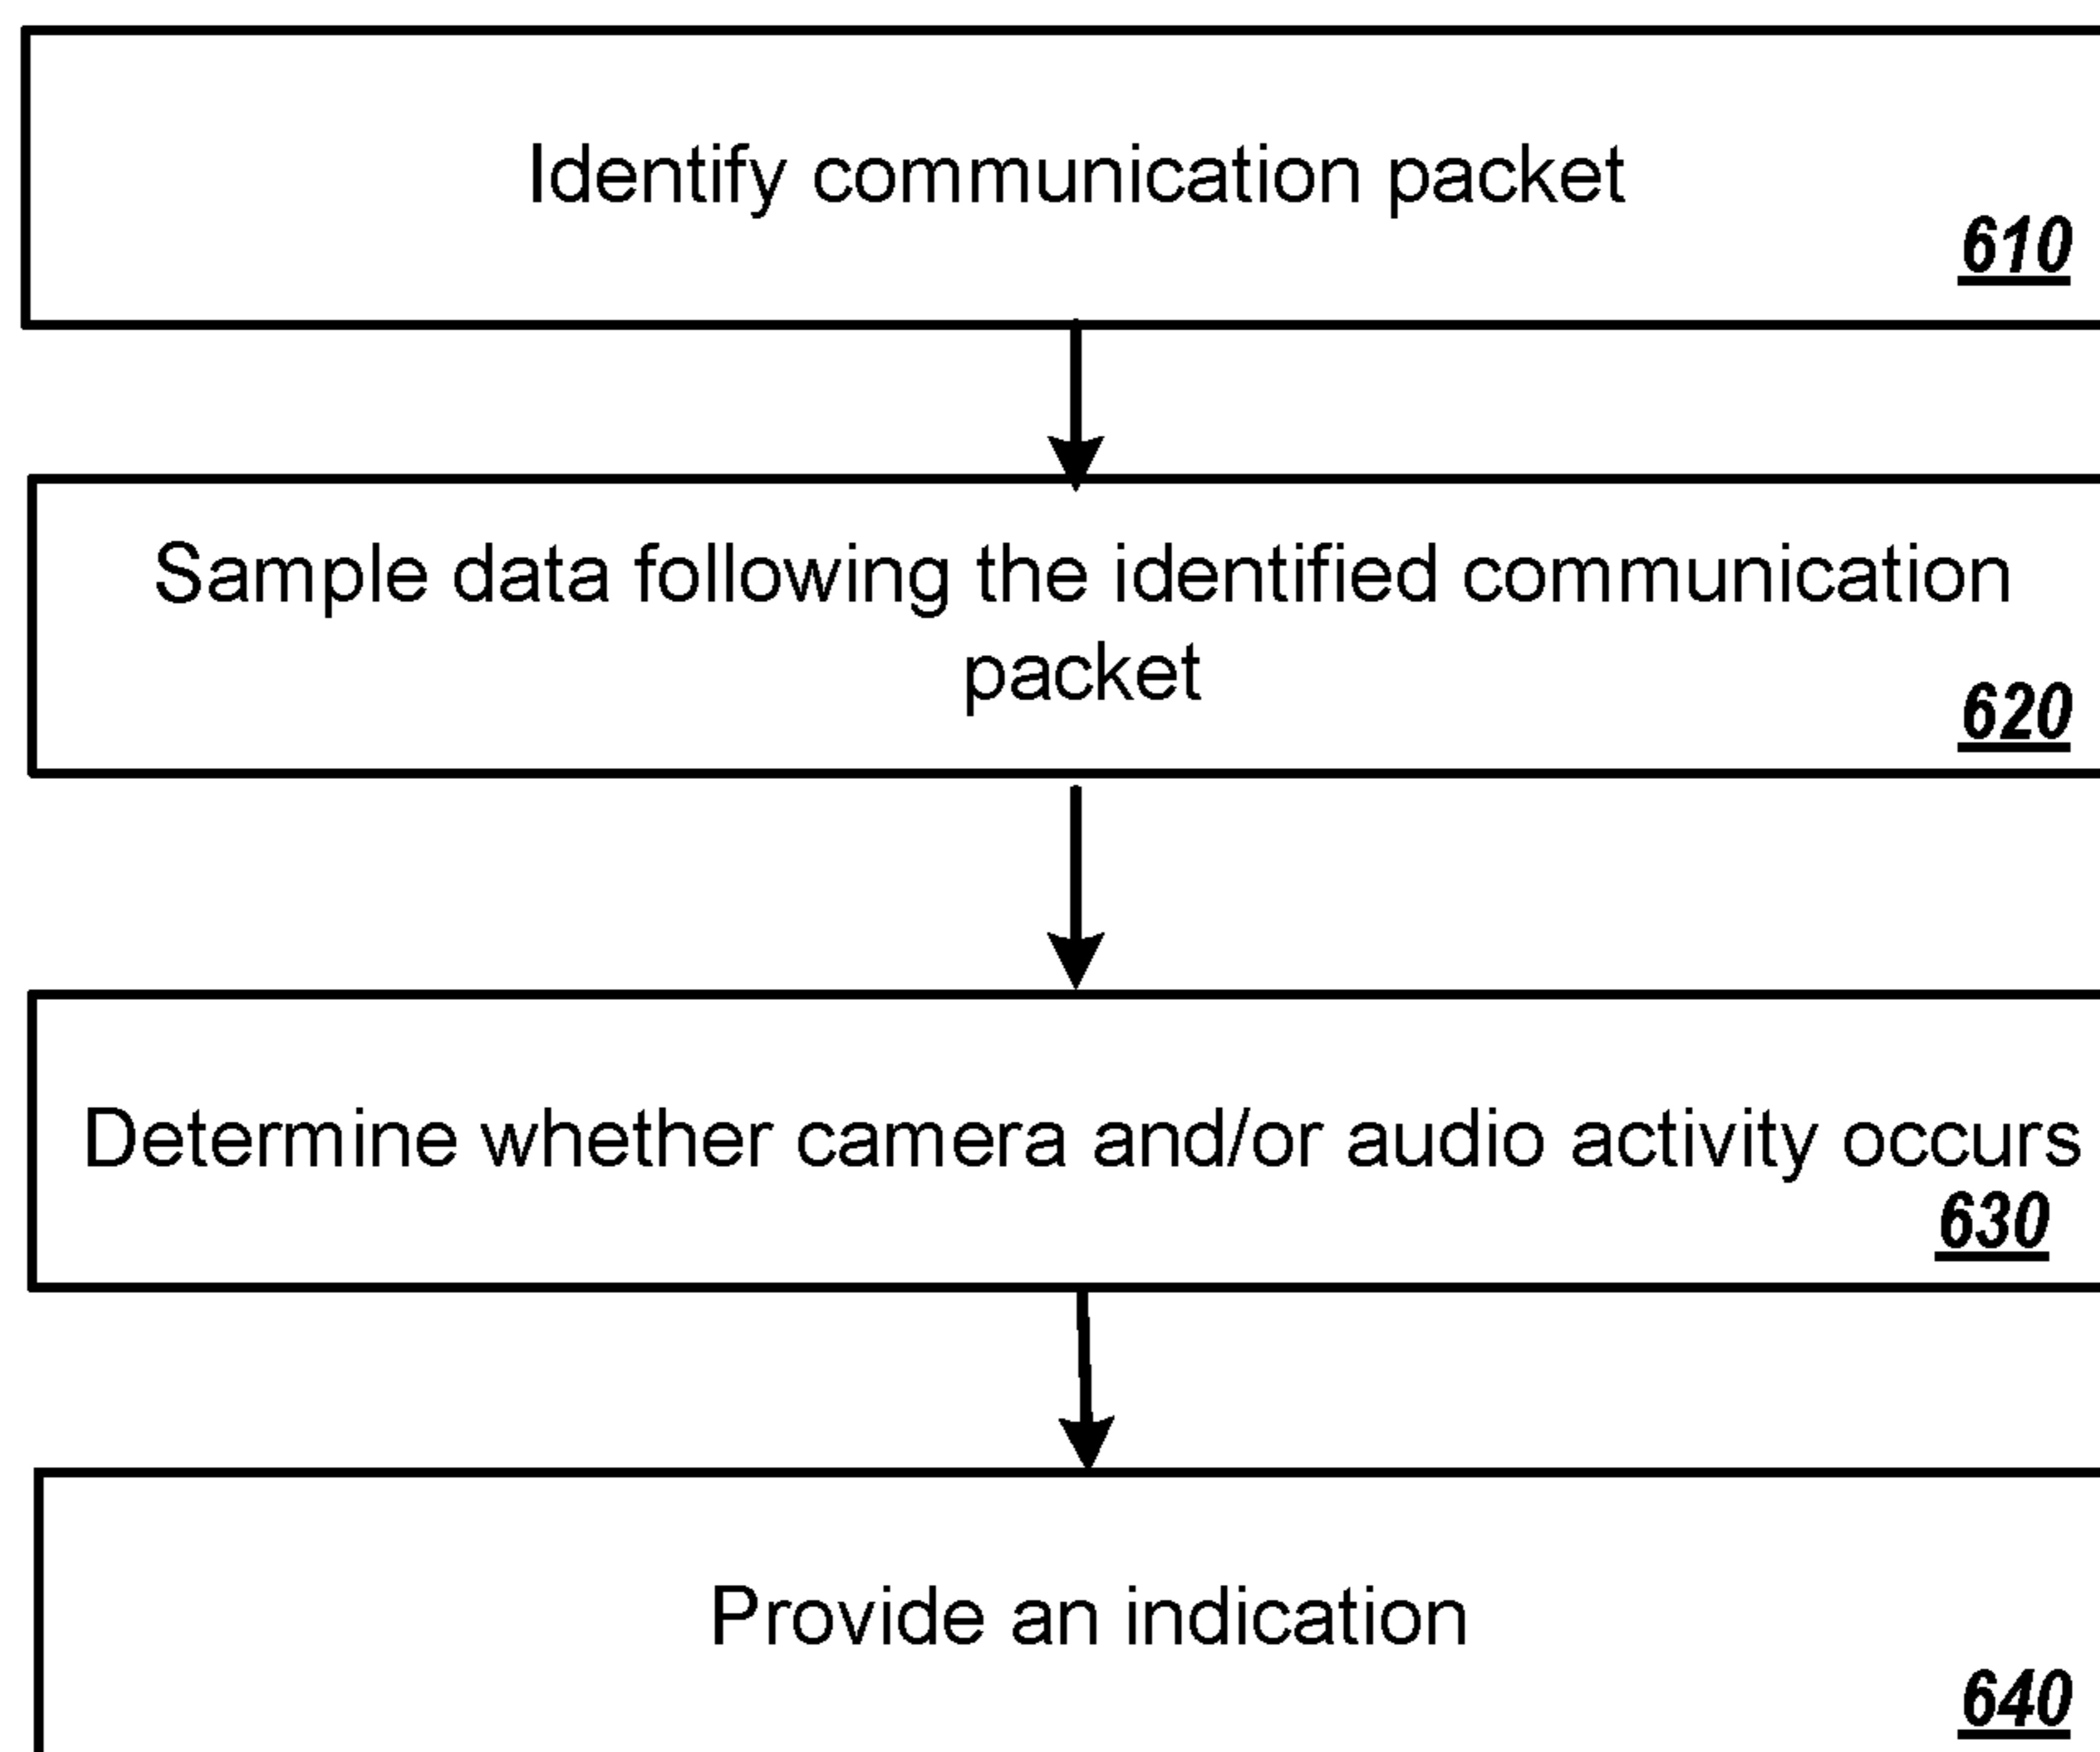 Identify communication packet
610
Sample data following the identified communication
packet
620
Determine whether camera and/or audio activity occurs
630
Provide an indication
640